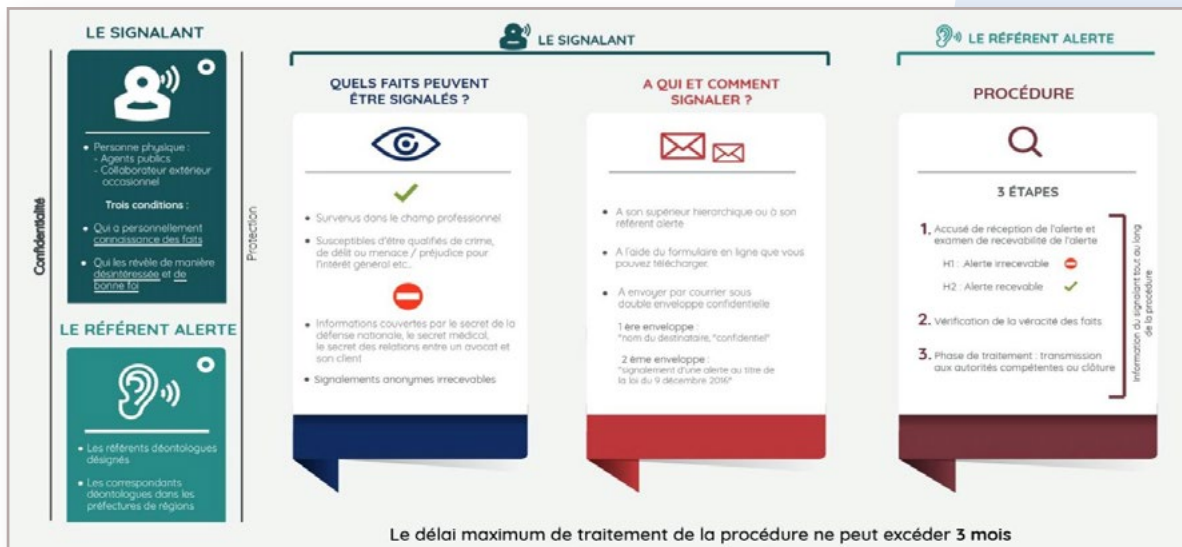 LE SIGNALANT
• Personne physique :
- Agents publics
- Collaborateur extérieur
occasionnel
Trois conditions :
• Qui a personnellement
connaissance des faits
• Qui les révèle de manière
désintéressée et de
bonne foi
Confidentialité
Protection
LE RÉFÉRENT ALERTE
• Les référents déontologues
désignés
• Les correspondants
déontologues dans les
préfectures de régions
LE SIGNALANT
QUELS FAITS PEUVENT
ÊTRE SIGNALÉS ?
• Survenus dans le champ professionnel
• Susceptibles d'être qualifiés de crime,
de délit ou menace / préjudice pour
l'intérêt général etc...
• Informations couvertes par le secret de la
défense nationale, le secret médical,
le secret des relations entre un avocat et
son client
• Signalements anonymes irrecevables
A QUI ET COMMENT
SIGNALER ?
• A son supérieur hierarchique ou à son
référent alerte
• A l'aide du formulaire en ligne que vous
pouvez télécharger.
• A envoyer par courrier sous
double enveloppe confidentielle
1 ère enveloppe :
"nom du destinataire, "confidentiel"
2 ème enveloppe :
"signalement d'une alerte au titre de
la loi du 9 décembre 2016"
LE RÉFÉRENT ALERTE
PROCÉDURE
3 ÉTAPES
1. Accusé de réception de l'alerte et
examen de recevabilité de l'alerte
H1 : Alerte irrecevable
H2 : Alerte recevable
2. Vérification de la véracité des faits
3. Phase de traitement : transmission
aux autorités compétentes ou clôture
Information du signalant tout au long
de la procédure
Le délai maximum de traitement de la procédure ne peut excéder 3 mois